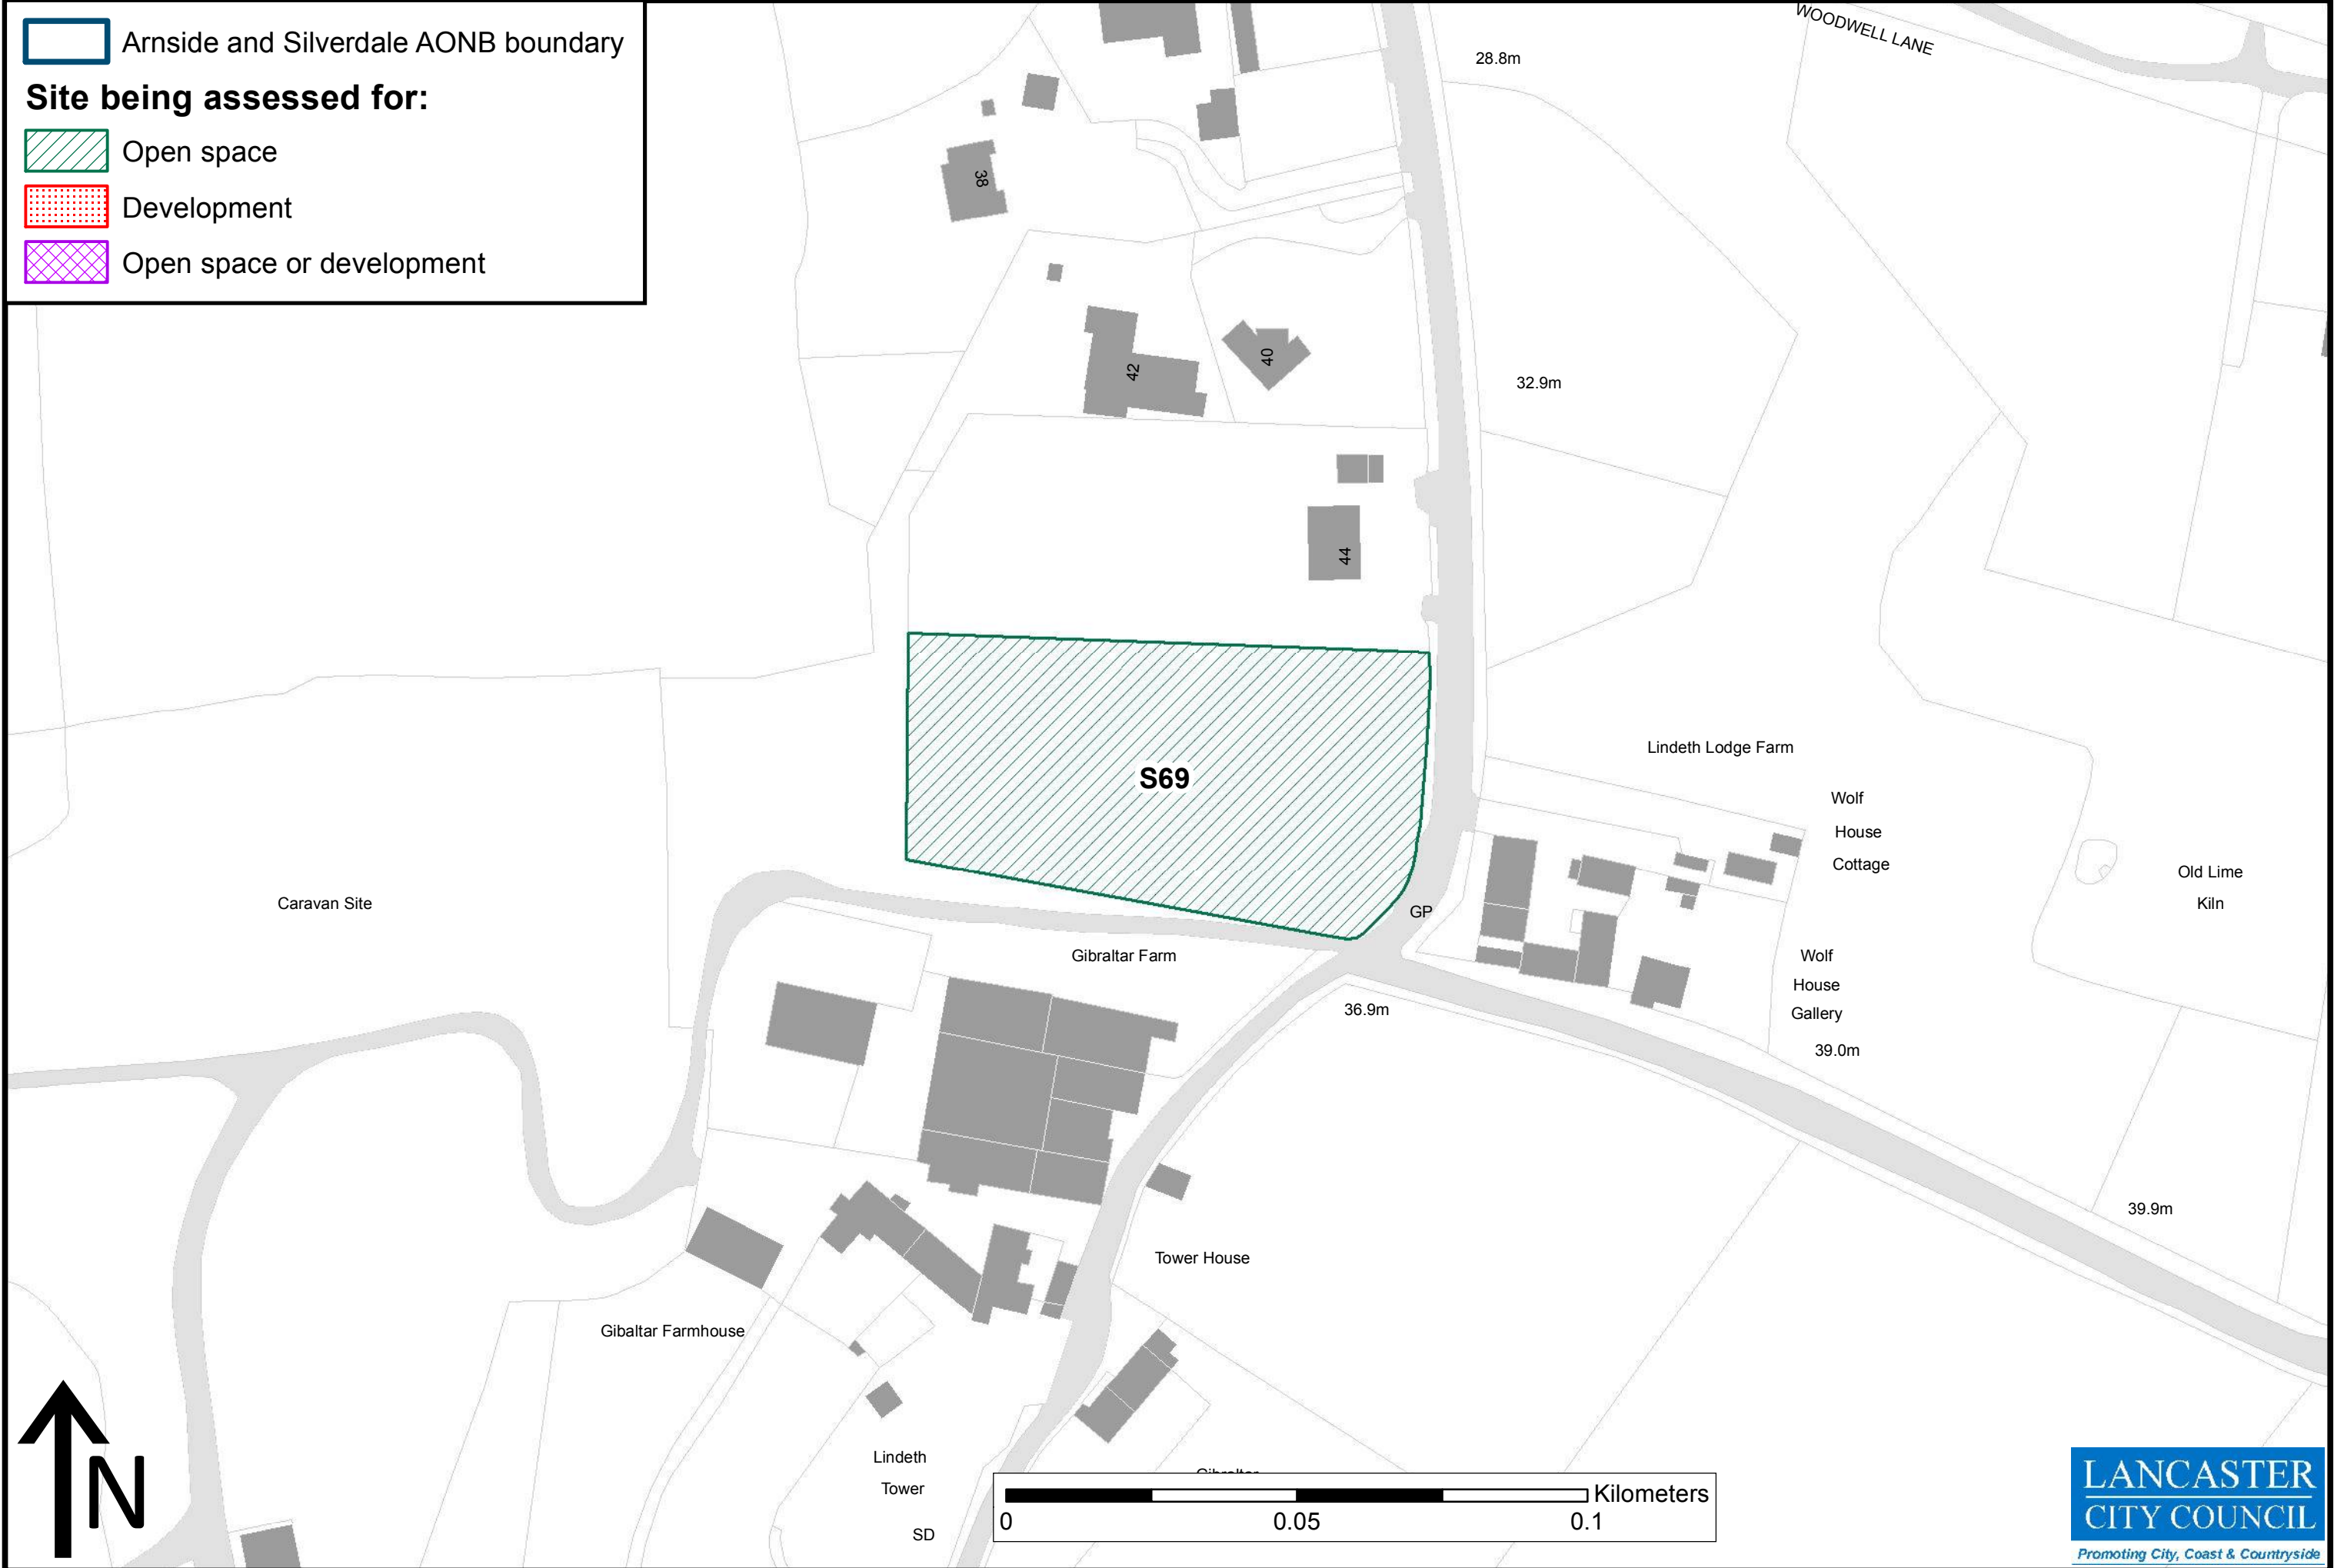 Arnside and Silverdale AONB boundary
Site being assessed for:
Open space
Development
Open space or development
WOODWELL LANE
28.8m
38
42
40
32.9m
44
S69
Lindeth Lodge Farm
Wolf
House
Cottage
Old Lime
Kiln
Caravan Site
GP
Gibraltar Farm
Wolf
House
Gallery
36.9m
39.0m
39.9m
Tower House
Gibaltar Farmhouse
Lindeth
Tower
SD
N
Kilometers
0 0.05 0.1
LANCASTER
CITY COUNCIL
Promoting City, Coast & Countryside